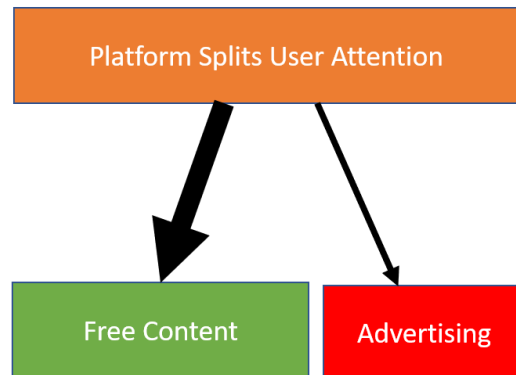 Platform Splits User Attention
Free Content
Advertising